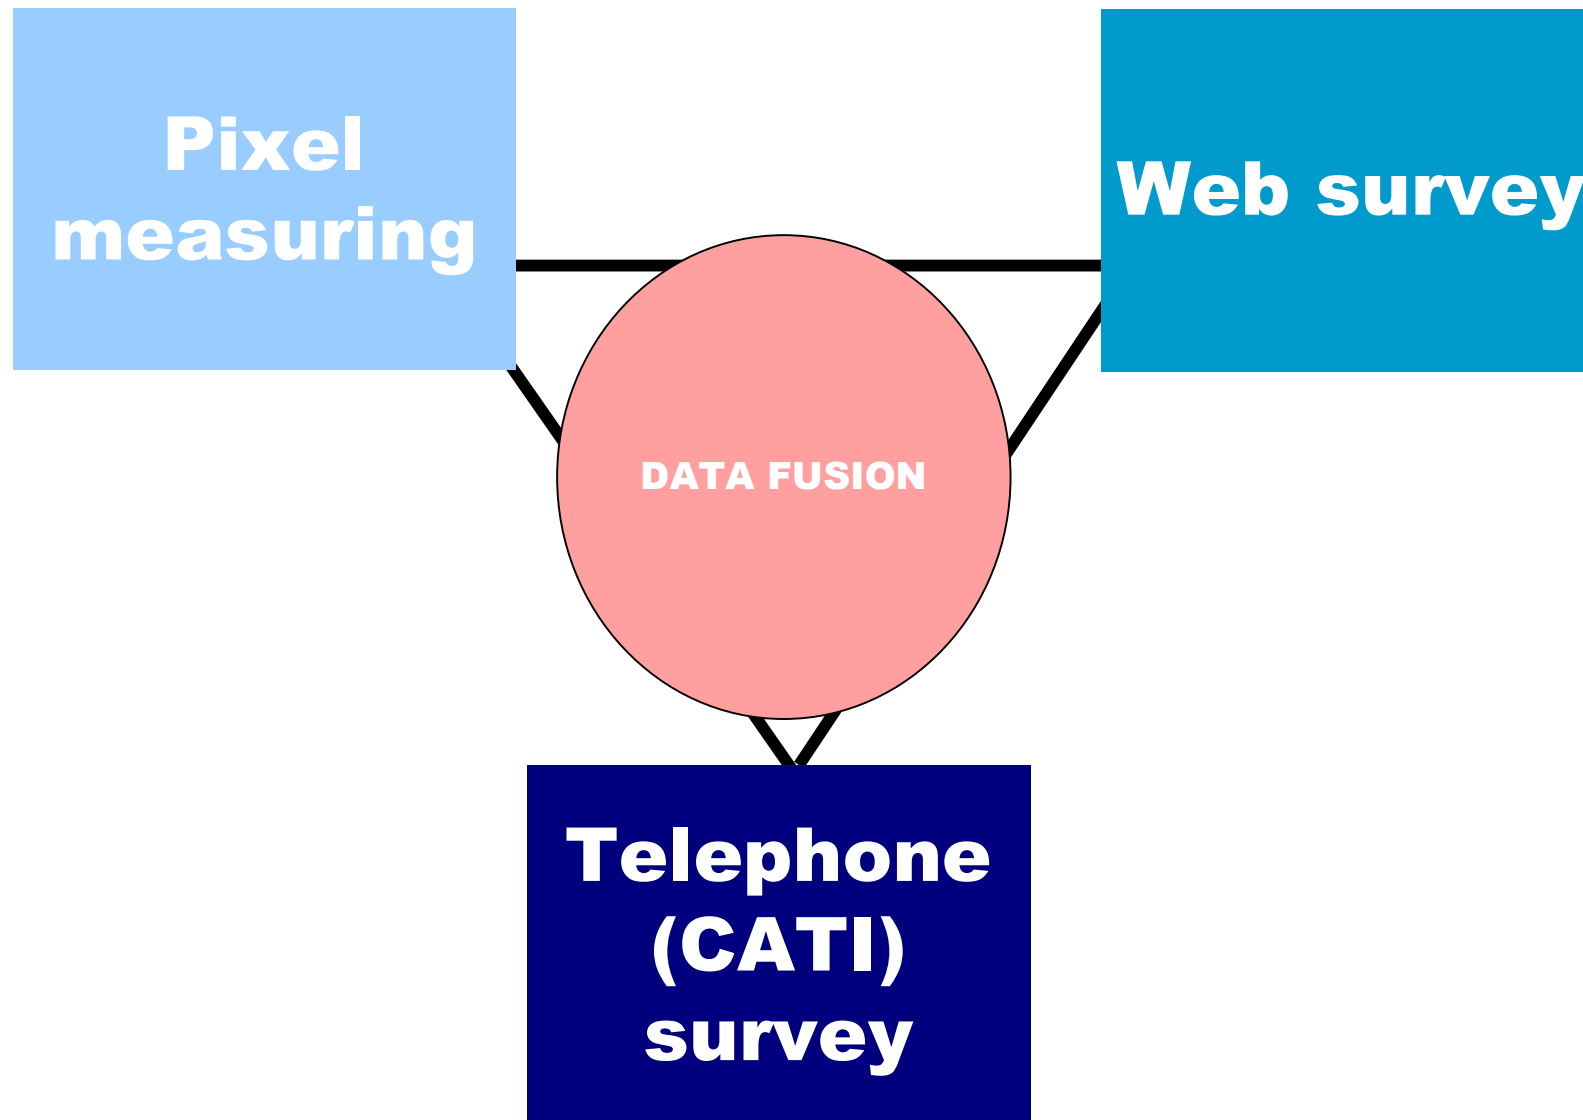 Pixel
measuring
Web survey
DATA FUSION
Telephone
(CATI)
survey